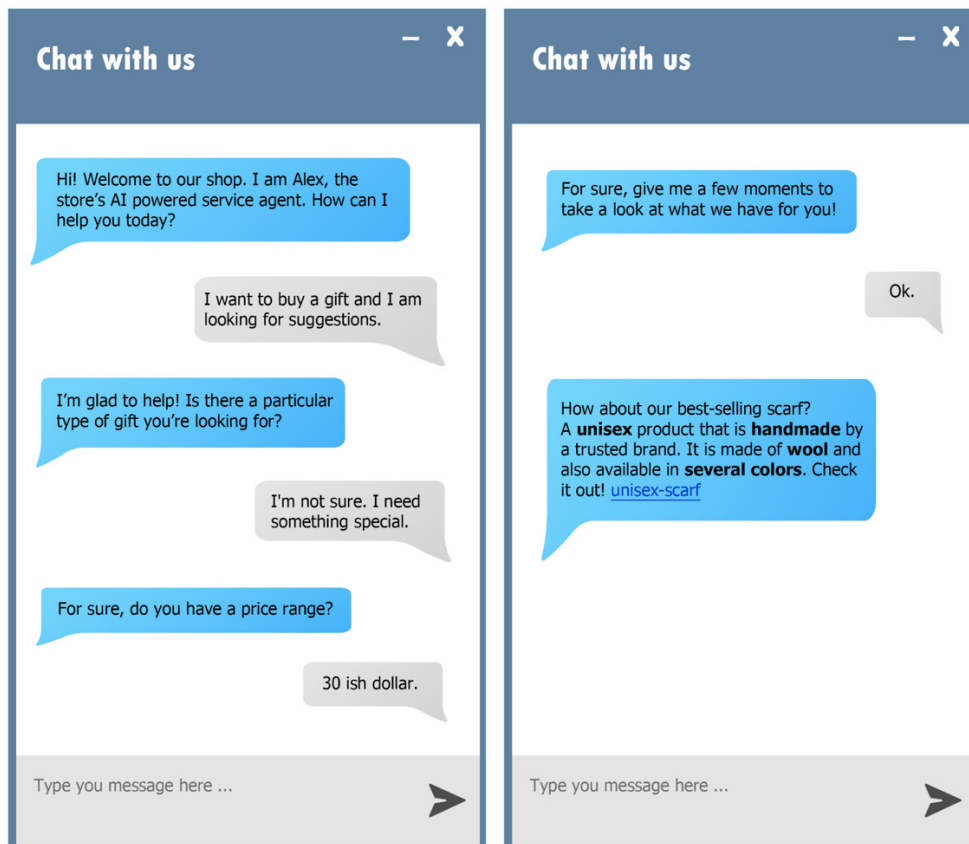 Chat with us
– X
Hi! Welcome to our shop. I am Alex, the
store’s AI powered service agent. How can I
help you today?
I want to buy a gift and I am
looking for suggestions.
I’m glad to help! Is there a particular
type of gift you’re looking for?
I'm not sure. I need
something special.
For sure, do you have a price range?
30 ish dollar.
Type you message here ...
Chat with us
– X
For sure, give me a few moments to
take a look at what we have for you!
Ok.
How about our best-selling scarf?
A unisex product that is handmade by
a trusted brand. It is made of wool and
also available in several colors. Check
it out! unisex-scarf
Type you message here ...